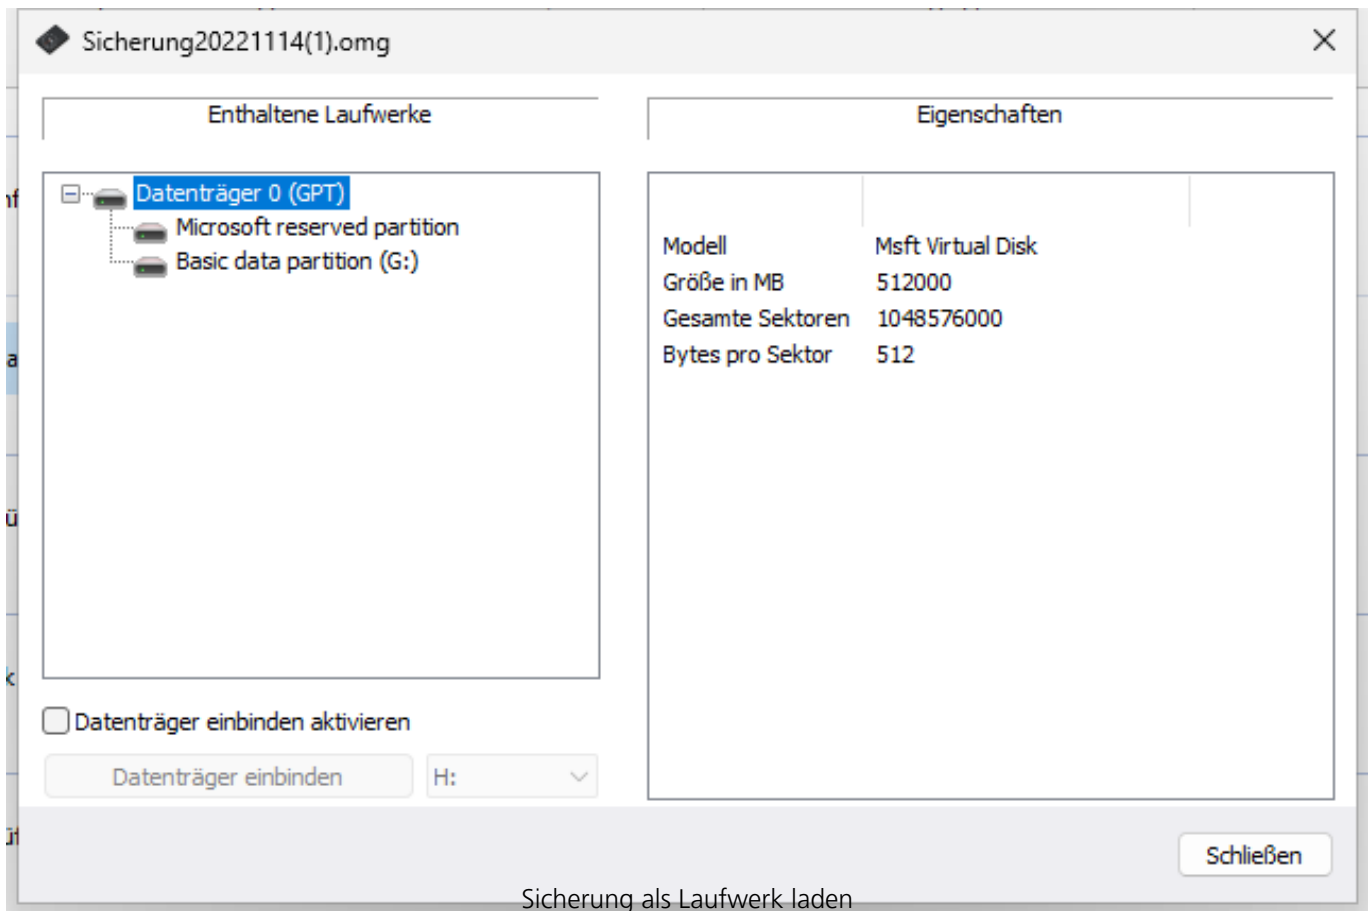 Sicherung20221114(1).omg
Enthaltene Laufwerke
Datenträger 0 (GPT)
Microsoft reserved partition
Basic data partition (G:)
Datenträger einbinden aktivieren
Datenträger einbinden
H:
Eigenschaften
Modell Msft Virtual Disk
Größe in MB 512000
Gesamte Sektoren 1048576000
Bytes pro Sektor 512
Schließen
Sicherung als Laufwerk laden